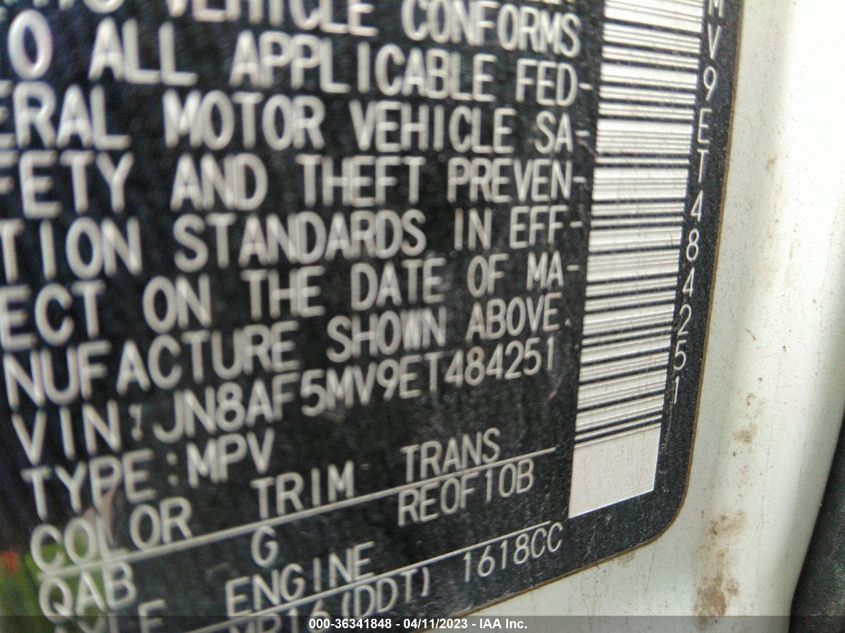 VEHICLE CONFORMS
O ALL APPLICABLE FED-
ERAL MOTOR VEHICLE SA-
FETY AND THEFT PREVEN-
TION STANDARDS IN EFF-
ECT ON THE DATE OF MA-
NUFACTURE SHOWN ABOVE.
VIN: JN8AF5MV9ET484251
TYPE:MPV
COLOR TRIM TRANS
QAB G RE0F10B
ENGINE
MR16(DDT) 1618CC
MV9ET484251
000-36341848 - 04/11/2023 - IAA Inc.